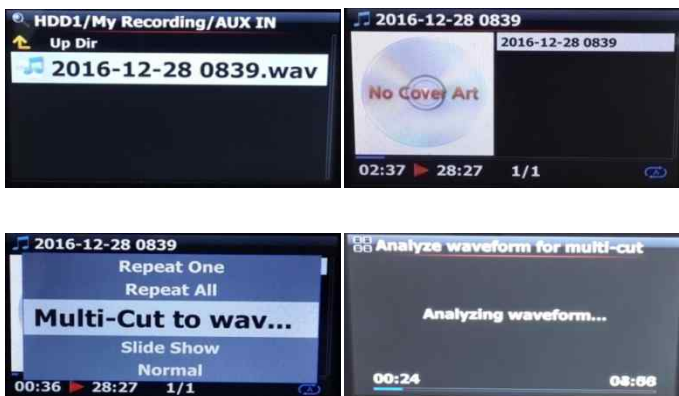 HDD1/My Recording/AUX IN
Up Dir
2016-12-28 0839.wav
2016-12-28 0839
2016-12-28 0839
No Cover Art
02:37 28:27 1/1
2016-12-28 0839
Repeat One
Repeat All
Multi-Cut to wav...
Slide Show
Normal
00:36 28:27 1/1
Analyze waveform for multi-cut
Analyzing waveform...
00:24